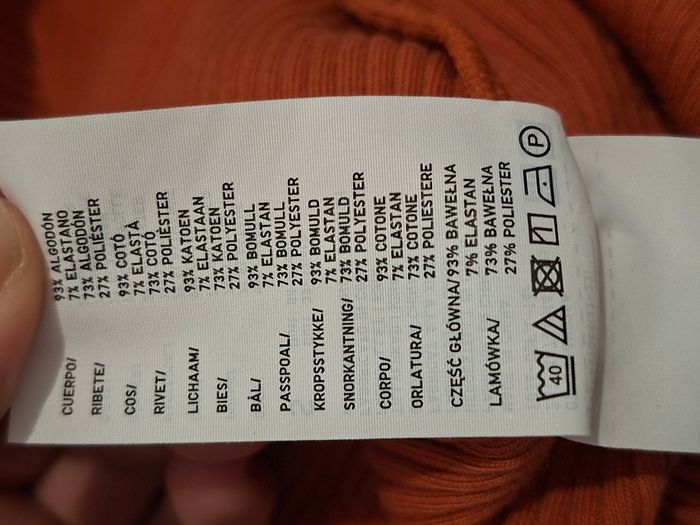 CUERPO/ 93% ALGODÓN
7% ELASTANO
RIBETE/ 73% ALGODÓN
27% POLIÉSTER
COS/ 93% COTÓ
7% ELASTÀ
RIVET/ 73% COTÓ
27% POLIÈSTER
LICHAAM/ 93% KATOEN
7% ELASTAAN
BIES/ 73% KATOEN
27% POLYESTER
BÅL/ 93% BOMULL
7% ELASTAN
PASSPOAL/ 73% BOMULL
27% POLYESTER
KROPSSTYKKE/ 93% BOMULD
7% ELASTAN
SNORKANTNING/ 73% BOMULD
27% POLYESTER
CORPO/ 93% COTONE
7% ELASTAN
ORLATURA/ 73% COTONE
27% POLIESTERE
CZĘŚĆ GŁÓWNA/ 93% BAWEŁNA
7% ELASTAN
LAMÓWKA/ 73% BAWEŁNA
27% POLIESTER
40 P